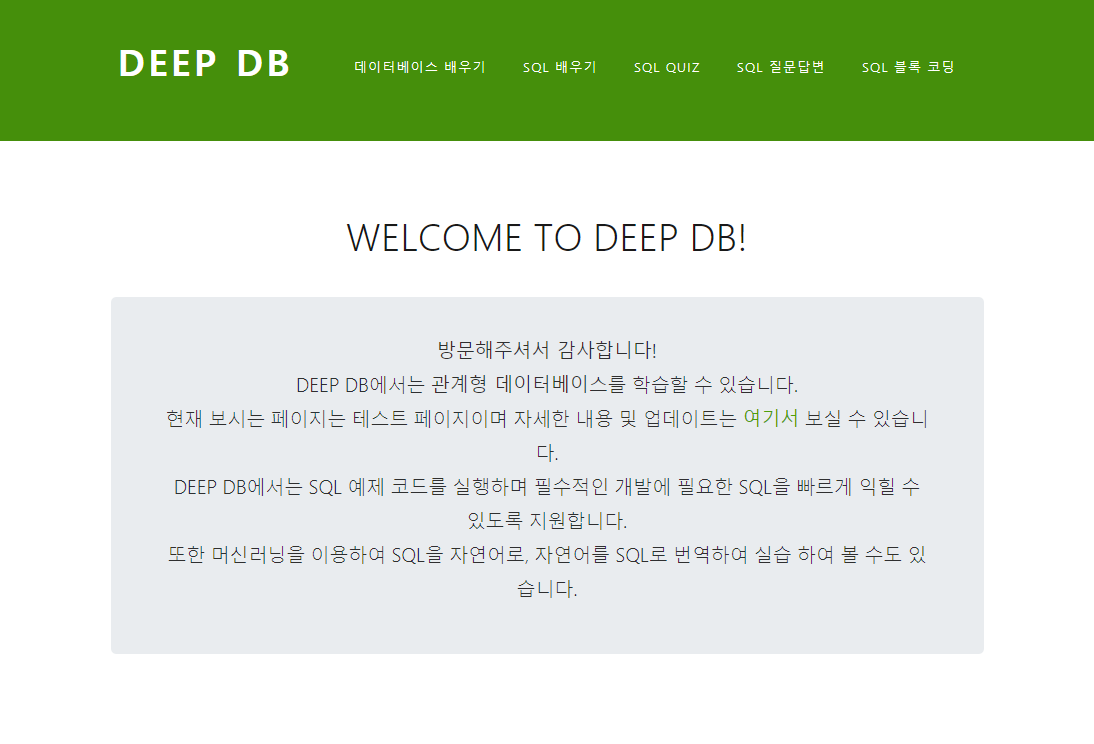 DEEP DB
데이터베이스 배우기
SQL 배우기
SQL QUIZ
SQL 질문답변
SQL 블록 코딩
WELCOME TO DEEP DB!
방문해주셔서 감사합니다!
DEEP DB에서는 관계형 데이터베이스를 학습할 수 있습니다.
현재 보시는 페이지는 테스트 페이지이며 자세한 내용 및 업데이트는 여기서 보실 수 있습니
다.
DEEP DB에서는 SQL 예제 코드를 실행하며 필수적인 개발에 필요한 SQL을 빠르게 익힐 수
있도록 지원합니다.
또한 머신러닝을 이용하여 SQL을 자연어로, 자연어를 SQL로 번역하여 실습 하여 볼 수도 있
습니다.